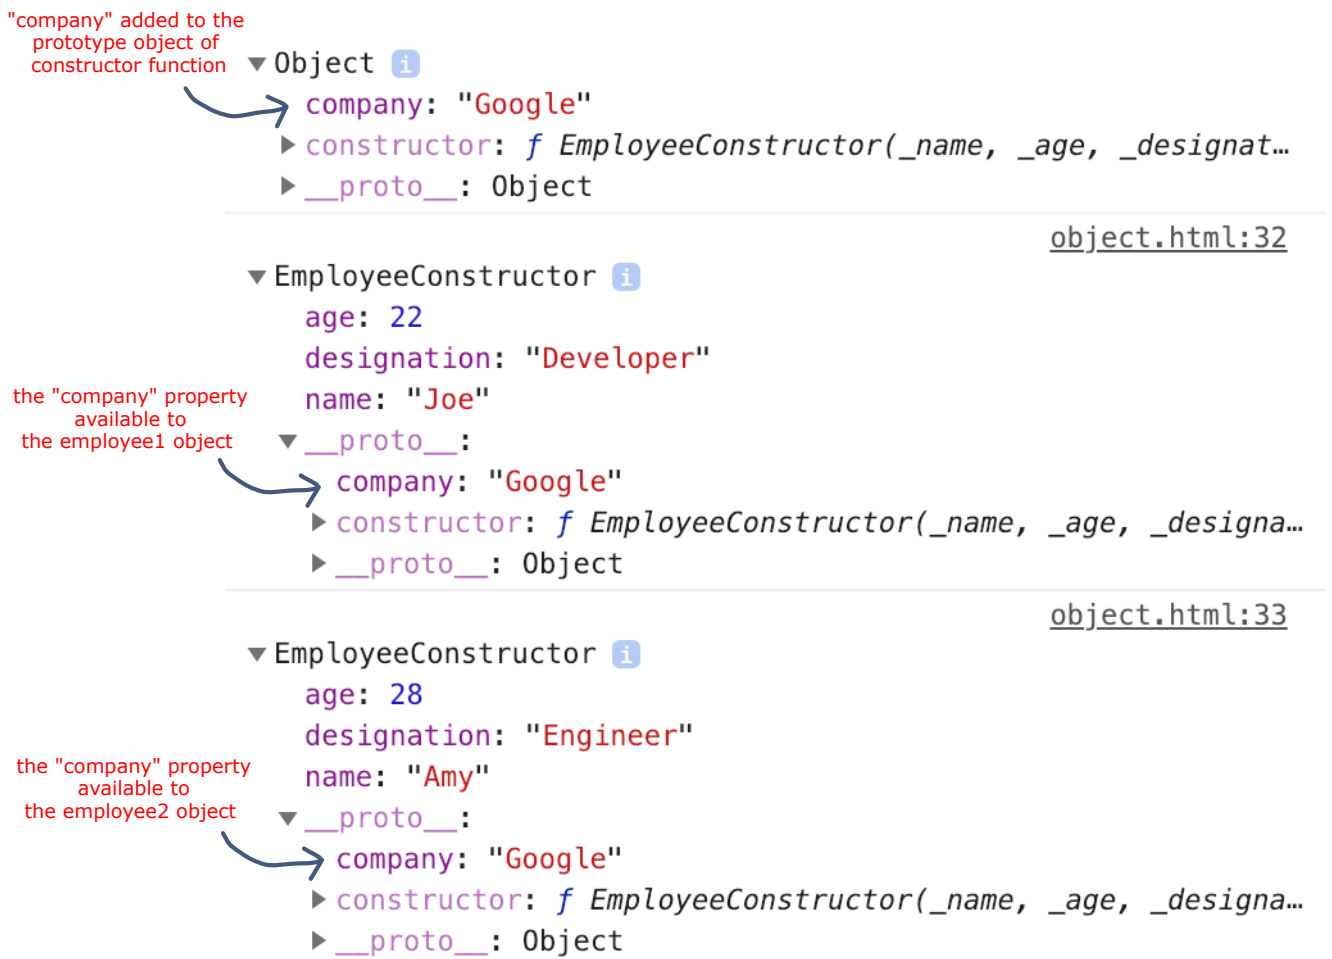 "company" added to the
prototype object of
constructor function
▼ Object i
company: "Google"
▶ constructor: ƒ EmployeeConstructor(_name, _age, _designat…
▶ __proto__: Object
object.html:32
▼ EmployeeConstructor i
age: 22
designation: "Developer"
name: "Joe"
the "company" property
available to
the employee1 object
▼ __proto__:
company: "Google"
▶ constructor: ƒ EmployeeConstructor(_name, _age, _designa…
▶ __proto__: Object
object.html:33
▼ EmployeeConstructor i
age: 28
designation: "Engineer"
name: "Amy"
the "company" property
available to
the employee2 object
▼ __proto__:
company: "Google"
▶ constructor: ƒ EmployeeConstructor(_name, _age, _designa…
▶ __proto__: Object